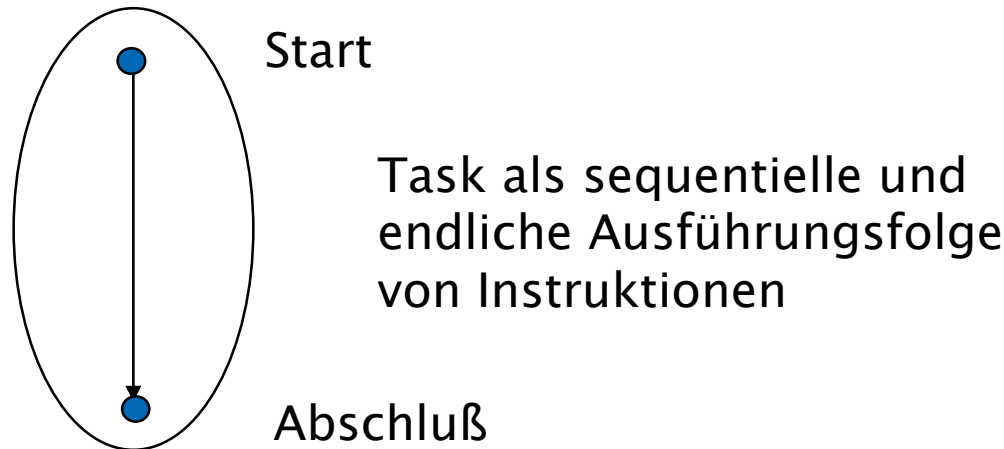 Start
Task als sequentielle und
endliche Ausführungsfolge
von Instruktionen
Abschluß